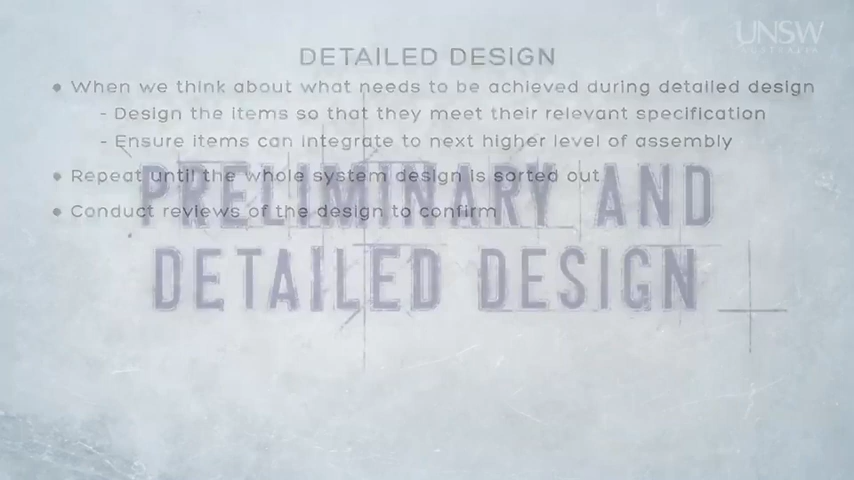 UNSW
AUSTRALIA
DETAILED DESIGN
• When we think about what needs to be achieved during detailed design
- Design the items so that they meet their relevant specification
- Ensure items can integrate to next higher level of assembly
• Repeat until the whole system design is sorted out
• Conduct reviews of the design to confirm
PRELIMINARY AND
DETAILED DESIGN